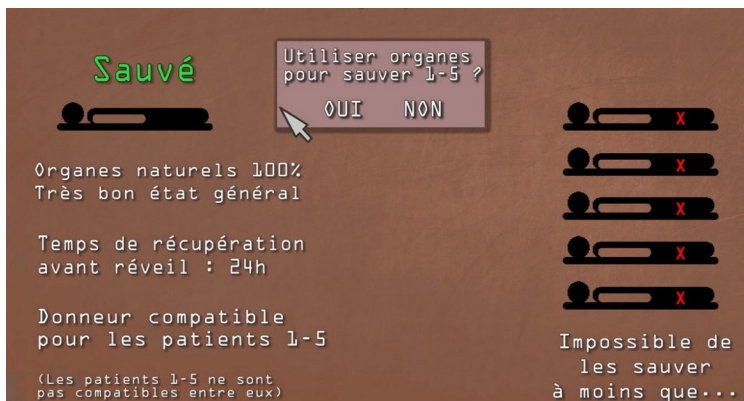 Sauvé
Utiliser organes
pour sauver 1-5 ?
OUI NON
Organes naturels 100%
Très bon état général
Temps de récupération
avant réveil : 24h
Donneur compatible
pour les patients 1-5
(Les patients 1-5 ne sont
pas compatibles entre eux)
X
X
X
X
X
Impossible de
les sauver
à moins que...